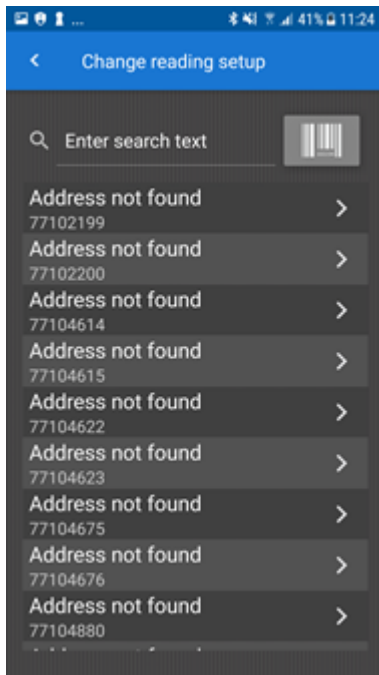 ... 41% 11:24
Change reading setup
Enter search text
Address not found
77102199
Address not found
77102200
Address not found
77104614
Address not found
77104615
Address not found
77104622
Address not found
77104623
Address not found
77104675
Address not found
77104676
Address not found
77104880